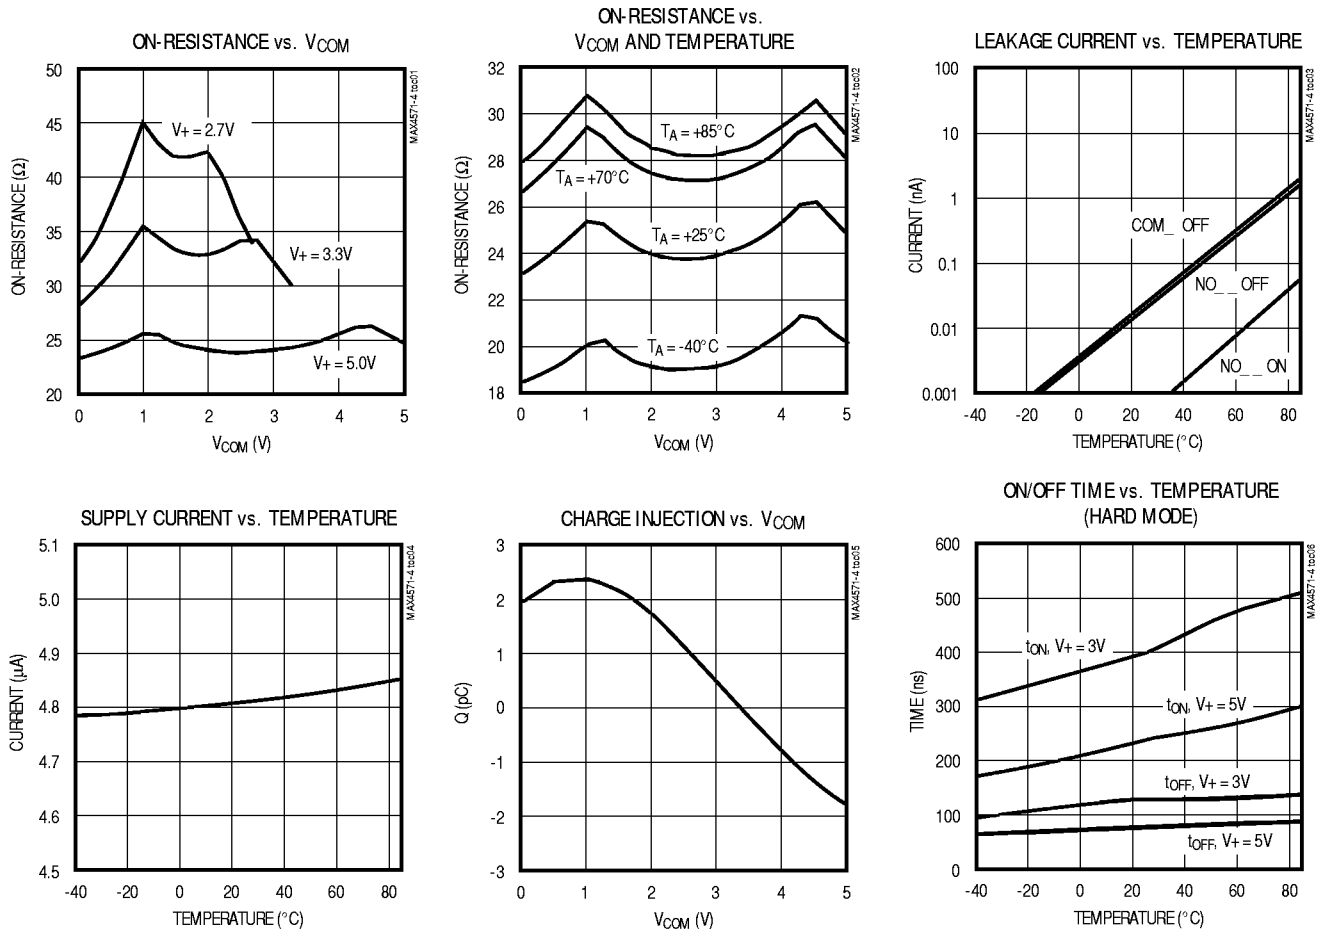 ON-RESISTANCE vs. VCOM
50
45
40
35
30
25
20
0 1 2 3 4 5
ON-RESISTANCE (Ω)
VCOM (V)
V+ = 2.7V
V+ = 3.3V
V+ = 5.0V
MAX4571-4 toc01
ON-RESISTANCE vs.
VCOM AND TEMPERATURE
32
30
28
26
24
22
20
18
0 1 2 3 4 5
ON-RESISTANCE (Ω)
VCOM (V)
TA = +85°C
TA = +70°C
TA = +25°C
TA = -40°C
MAX4571-4 toc02
LEAKAGE CURRENT vs. TEMPERATURE
100
10
1
0.1
0.01
0.001
-40 -20 0 20 40 60 80
CURRENT (nA)
TEMPERATURE (°C)
COM_ OFF
NO_ _ OFF
NO_ _ ON
MAX4571-4 toc03
SUPPLY CURRENT vs. TEMPERATURE
5.1
5.0
4.9
4.8
4.7
4.6
4.5
-40 -20 0 20 40 60 80
CURRENT (μA)
TEMPERATURE (°C)
MAX4571-4 toc04
CHARGE INJECTION vs. VCOM
3
2
1
0
-1
-2
-3
0 1 2 3 4 5
Q (pC)
VCOM (V)
MAX4571-4 toc05
ON/OFF TIME vs. TEMPERATURE
(HARD MODE)
600
500
400
300
200
100
0
-40 -20 0 20 40 60 80
TIME (ns)
TEMPERATURE (°C)
tON, V+ = 3V
tON, V+ = 5V
tOFF, V+ = 3V
tOFF, V+ = 5V
MAX4571-4 toc06